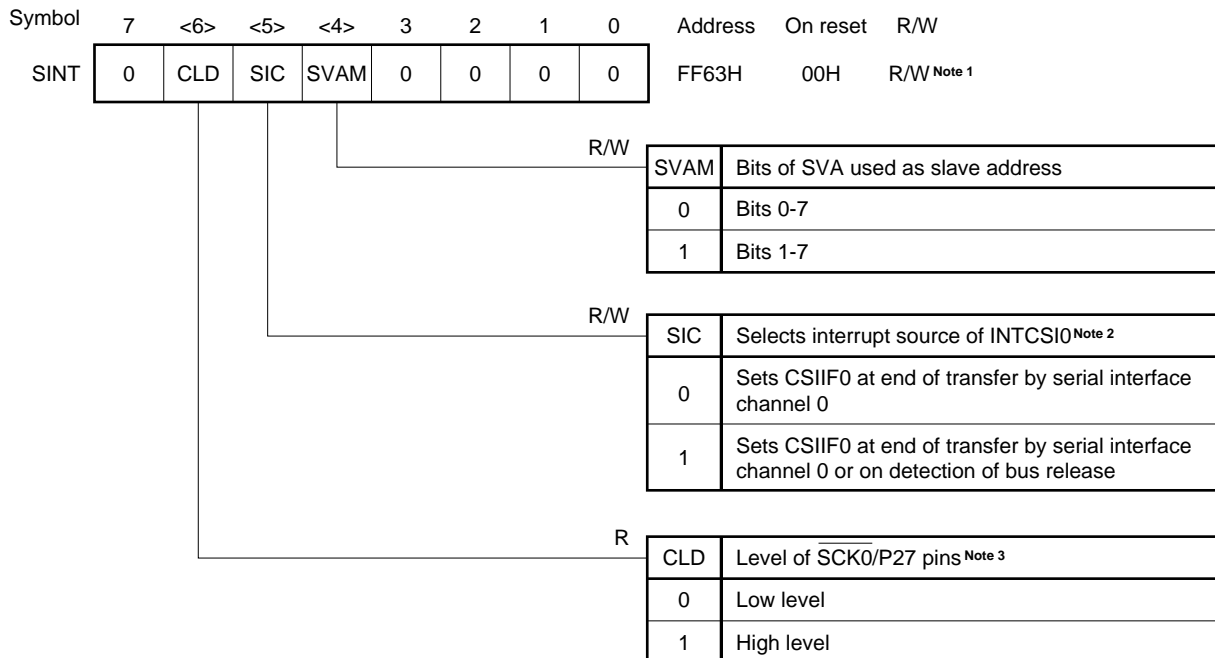 Symbol 7 <6> <5> <4> 3 2 1 0 Address On reset R/W
SINT 0 CLD SIC SVAM 0 0 0 0 FF63H 00H R/W Note 1
R/W
SVAM Bits of SVA used as slave address
0 Bits 0-7
1 Bits 1-7
R/W
SIC Selects interrupt source of INTCSI0 Note 2
0 Sets CSIIF0 at end of transfer by serial interface
channel 0
1 Sets CSIIF0 at end of transfer by serial interface
channel 0 or on detection of bus release
R
CLD Level of S̅C̅K̅0̅/P27 pins Note 3
0 Low level
1 High level